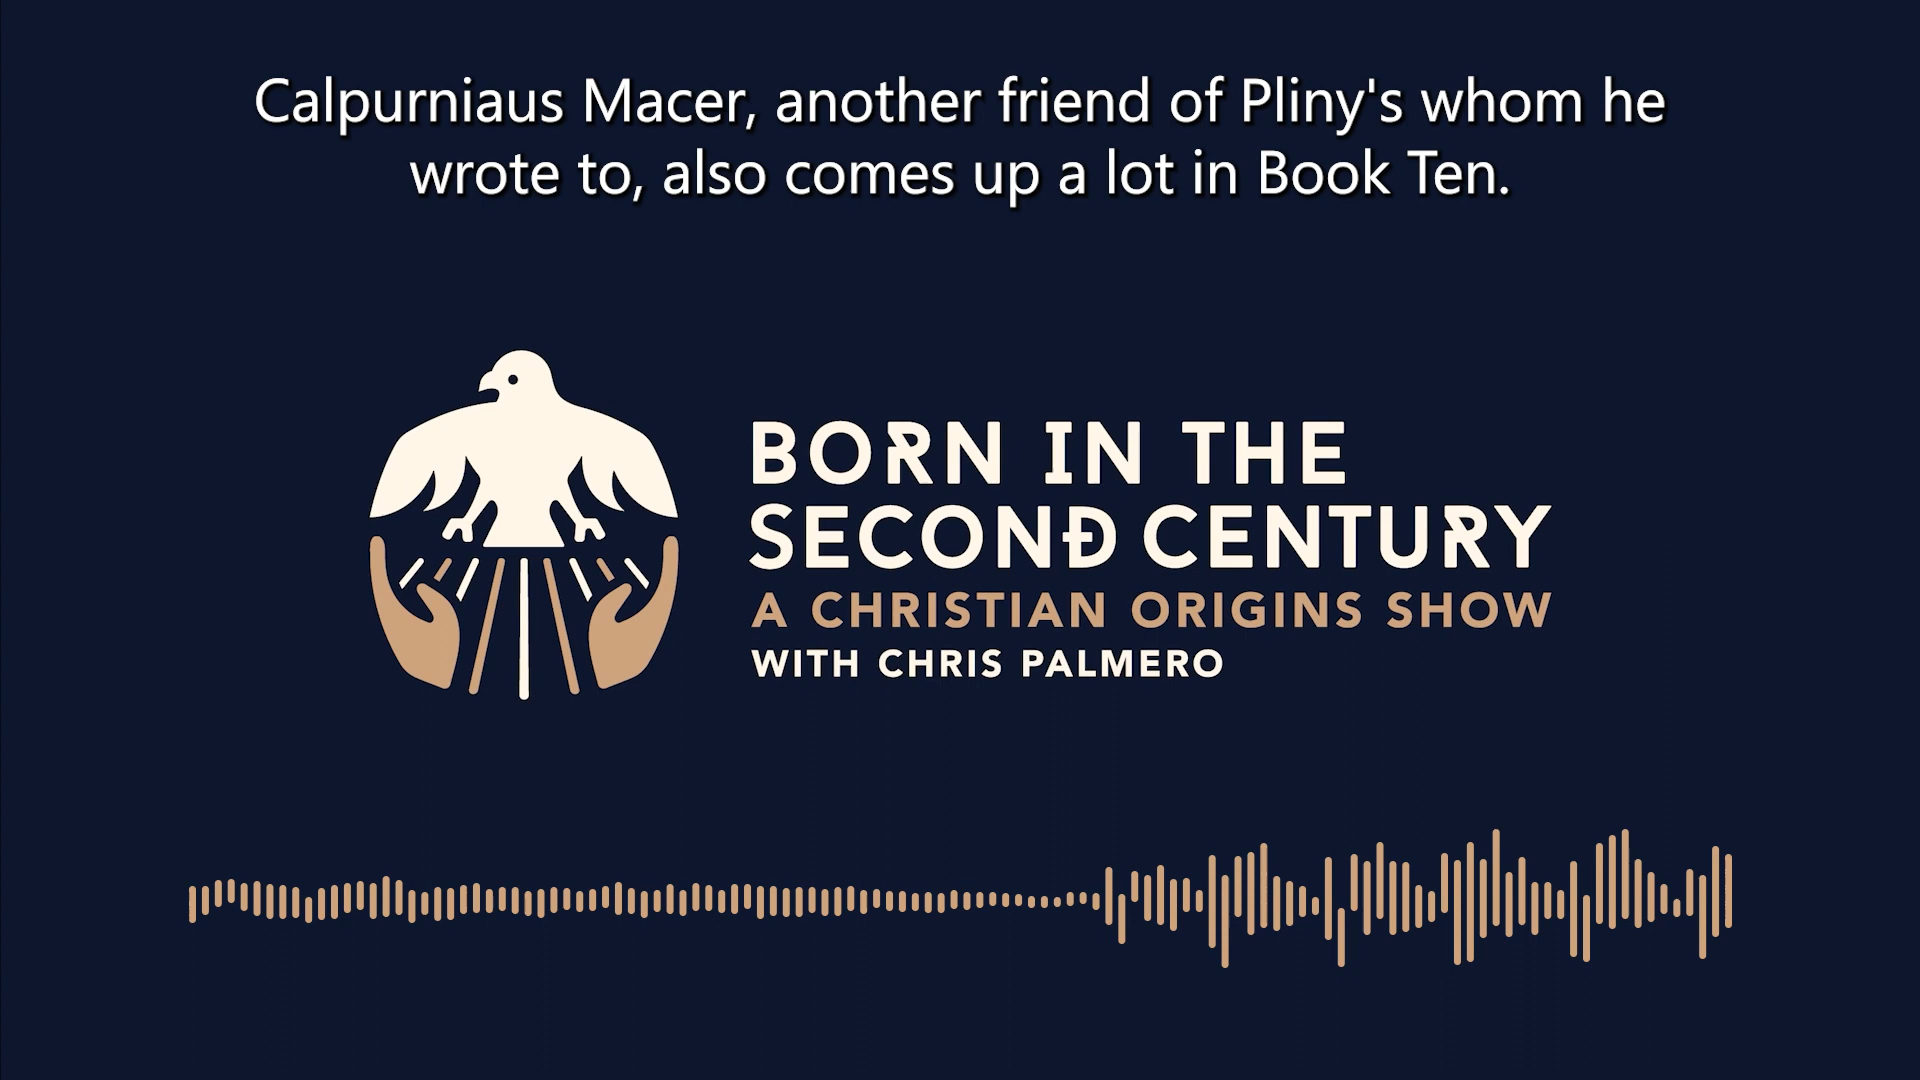 Calpurniaus Macer, another friend of Pliny's whom he
wrote to, also comes up a lot in Book Ten.
BORN IN THE
SECOND CENTURY
A CHRISTIAN ORIGINS SHOW
WITH CHRIS PALMERO